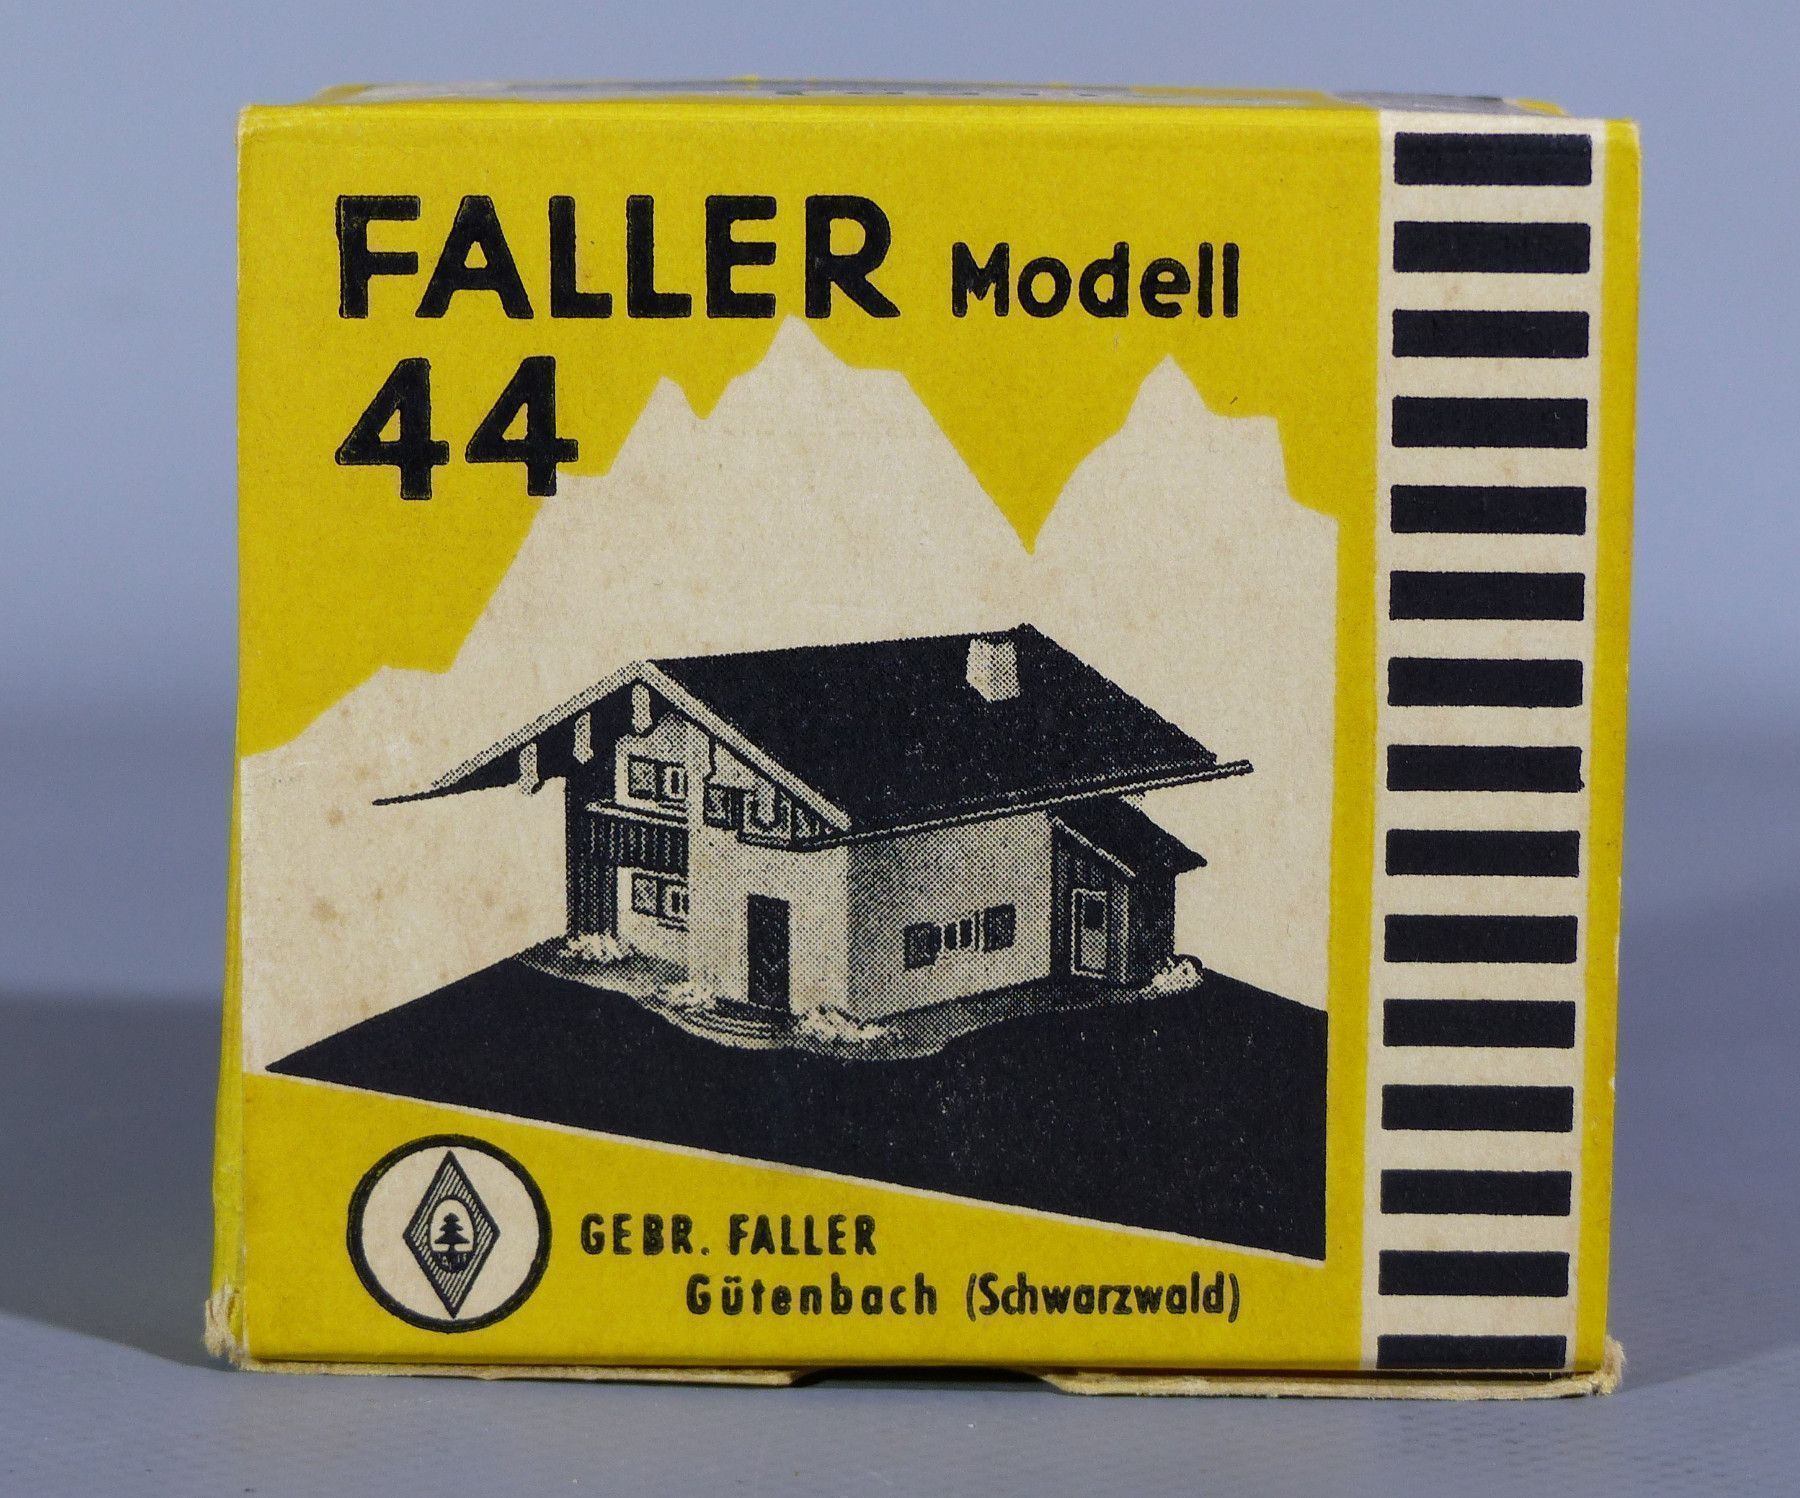 FALLER Modell
44
GEBR. FALLER
Gütenbach (Schwarzwald)